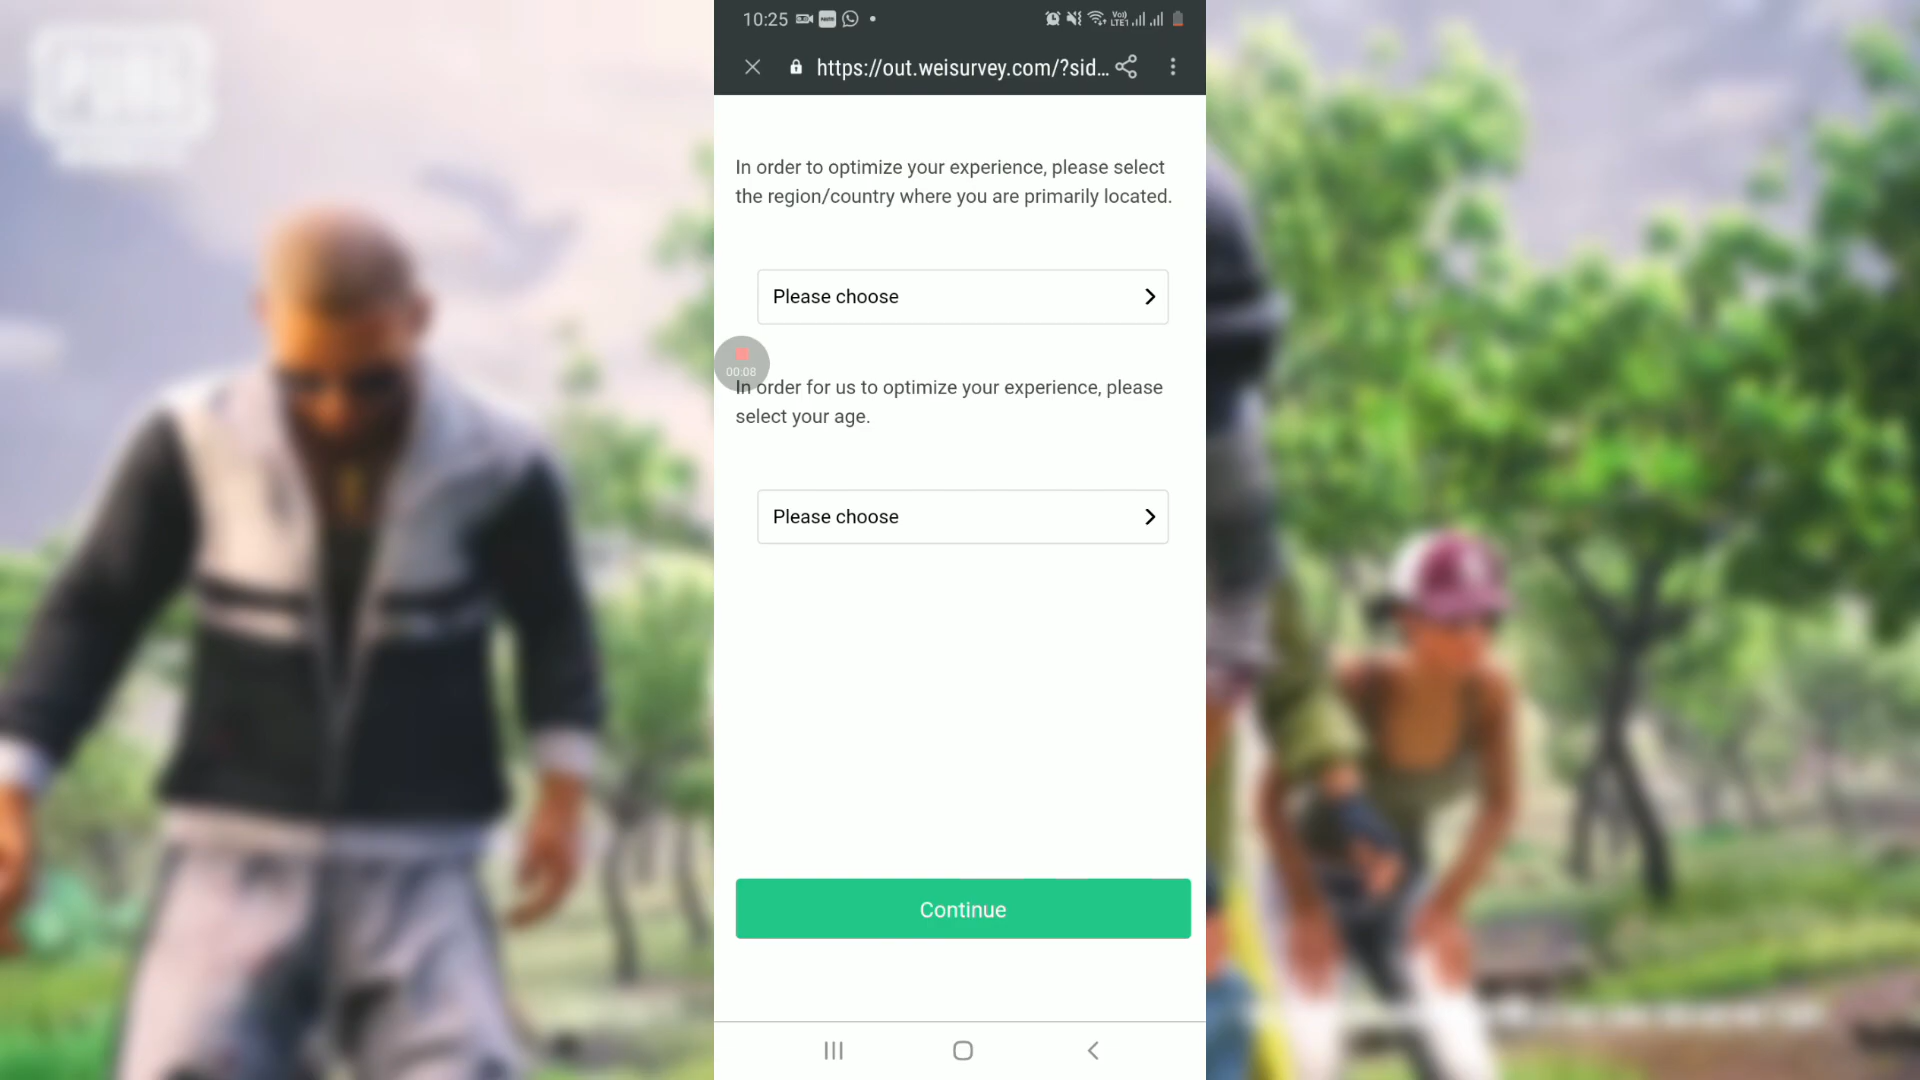 10:25
VoD
LTE1
https://out.weisurvey.com/?sid...
In order to optimize your experience, please select
the region/country where you are primarily located.
Please choose
00:08
In order for us to optimize your experience, please
select your age.
Please choose
Continue